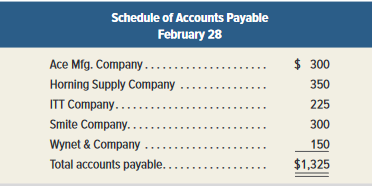 Schedule of Accounts Payable
February 28
Ace Mfg. Company..................... $ 300
Horning Supply Company ................ 350
ITT Company.......................... 225
Smite Company........................ 300
Wynet & Company ..................... 150
Total accounts payable.................. $1,325